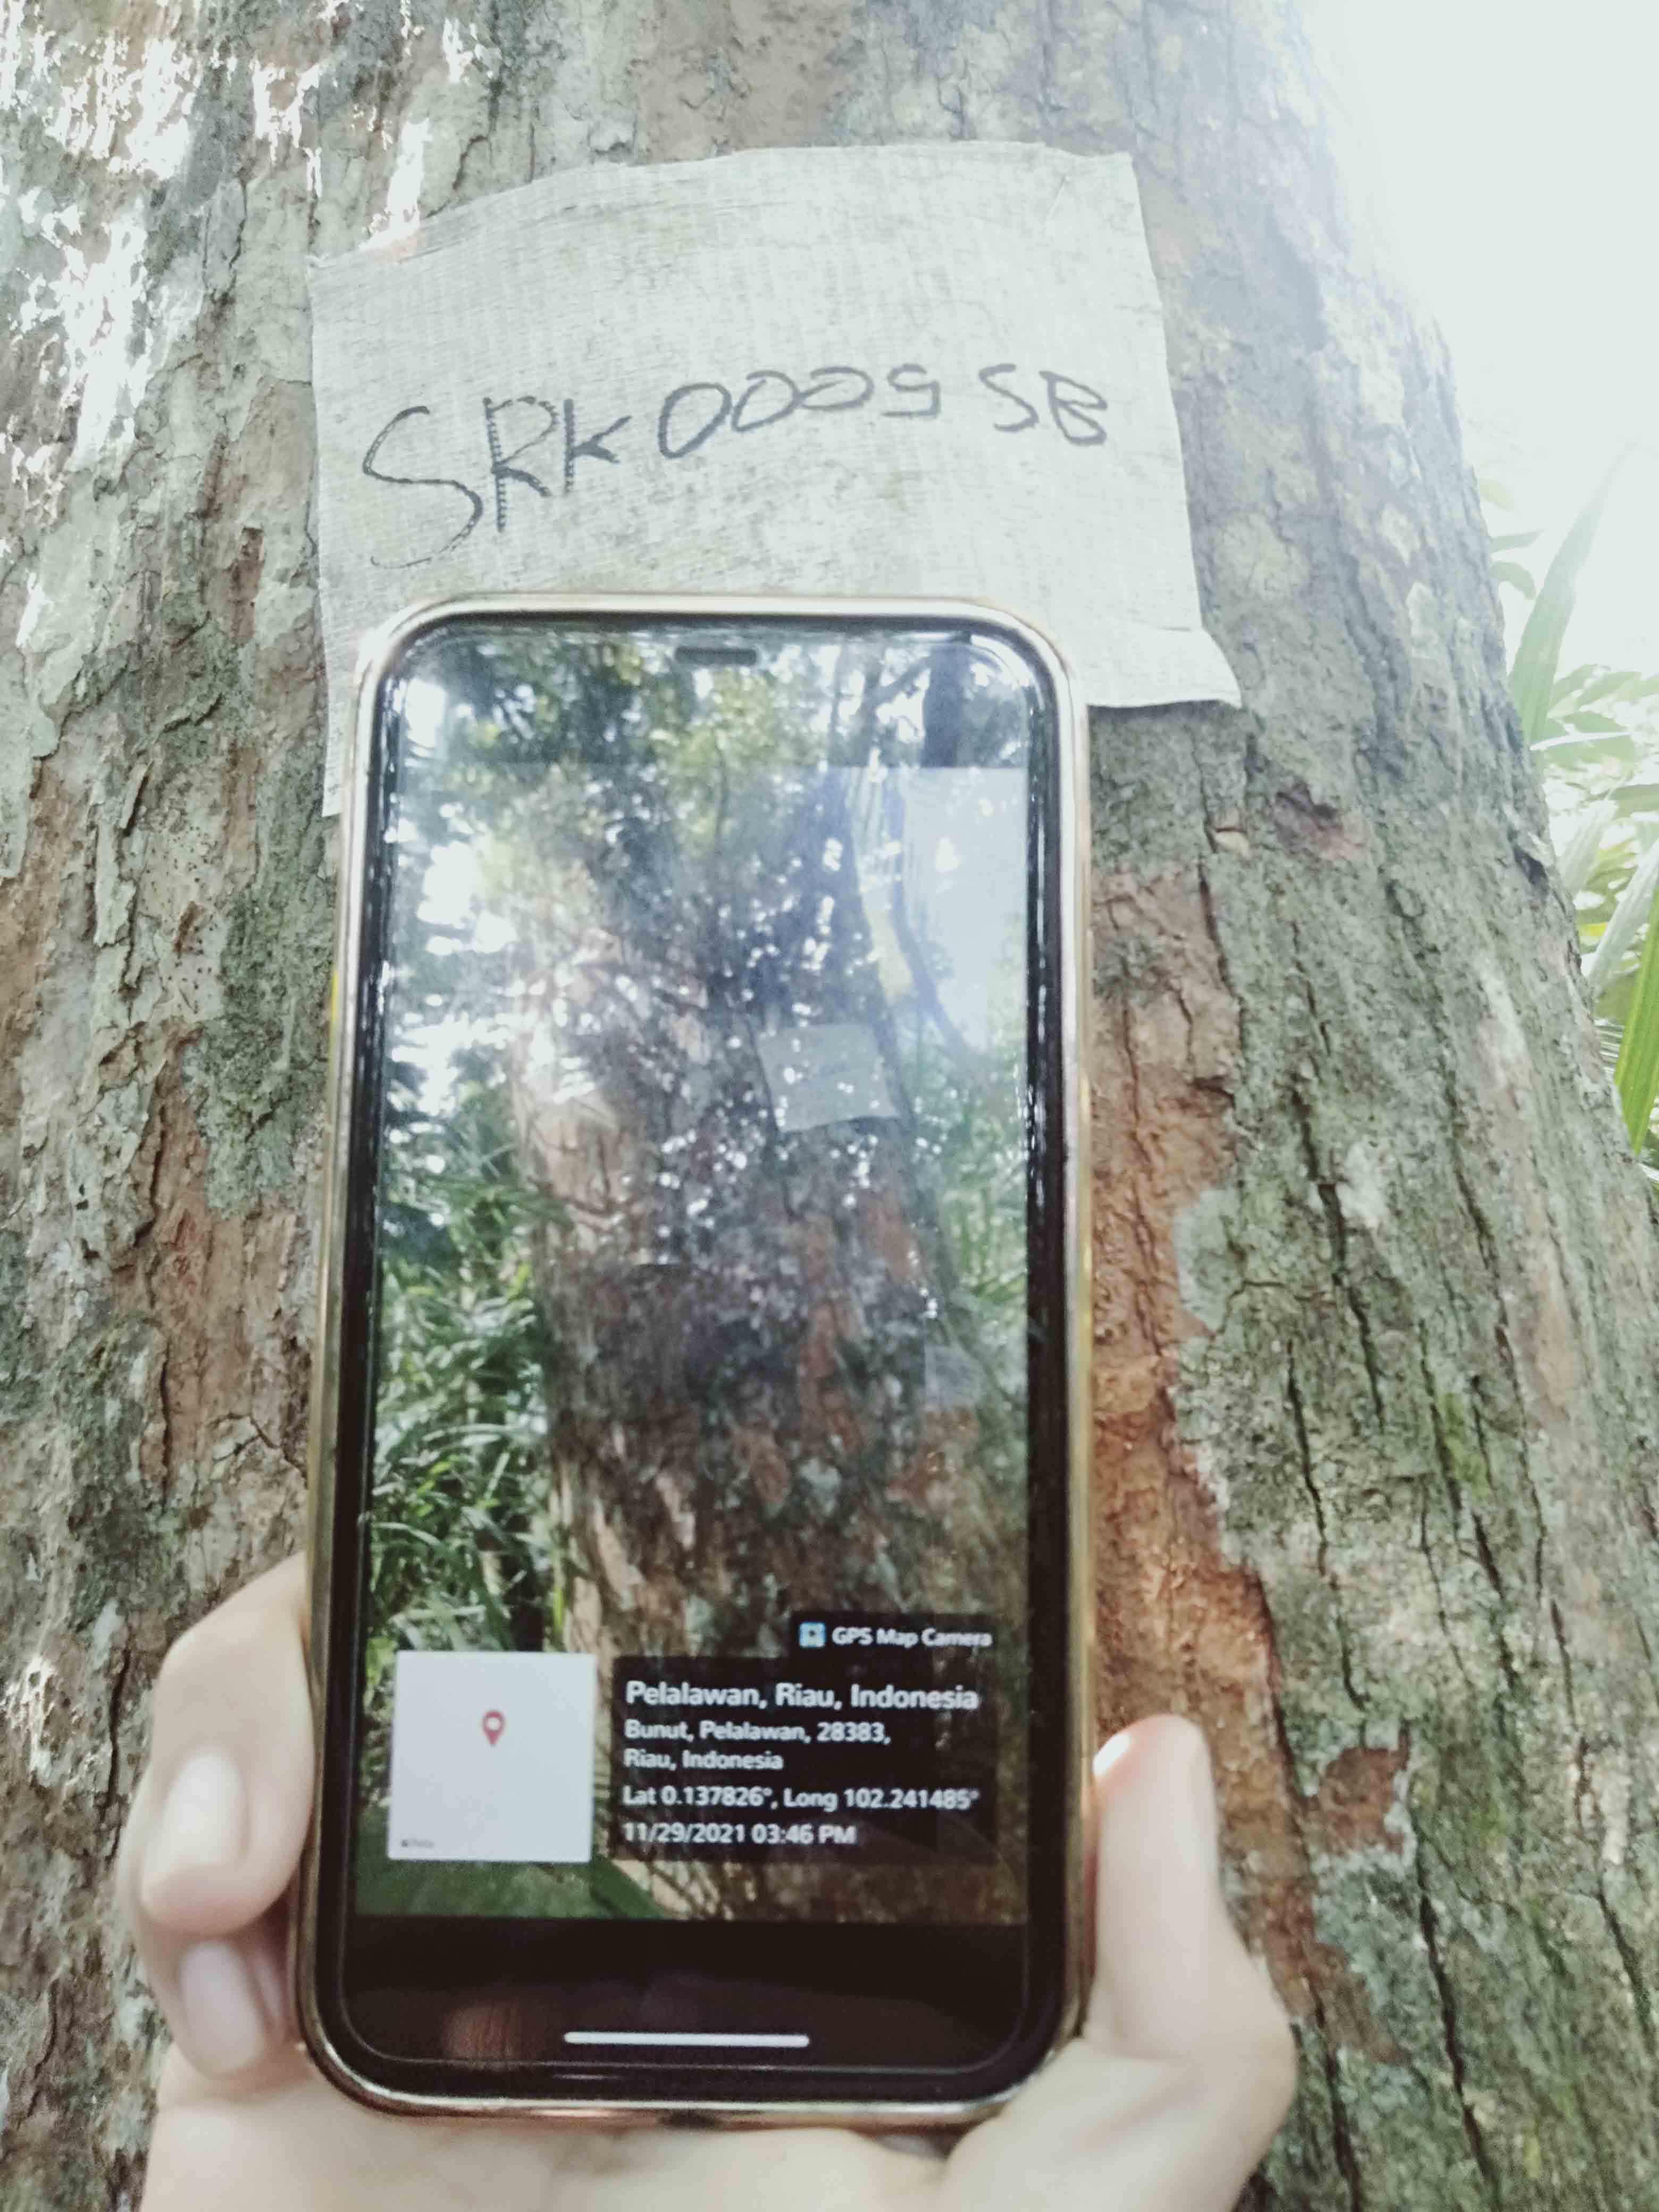 SRK0009SB
GPS Map Camera
Pelalawan, Riau, Indonesia
Bunut, Pelalawan, 28383,
Riau, Indonesia
Lat 0.137826°, Long 102.241485°
11/29/2021 03:46 PM